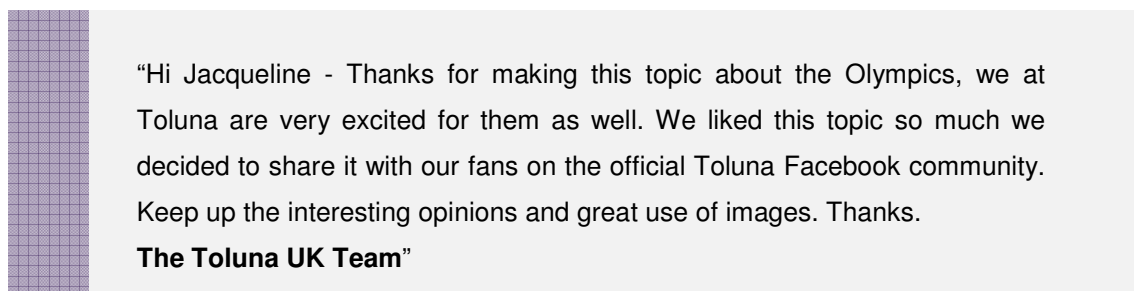 “Hi Jacqueline - Thanks for making this topic about the Olympics, we at
Toluna are very excited for them as well. We liked this topic so much we
decided to share it with our fans on the official Toluna Facebook community.
Keep up the interesting opinions and great use of images. Thanks.
The Toluna UK Team”